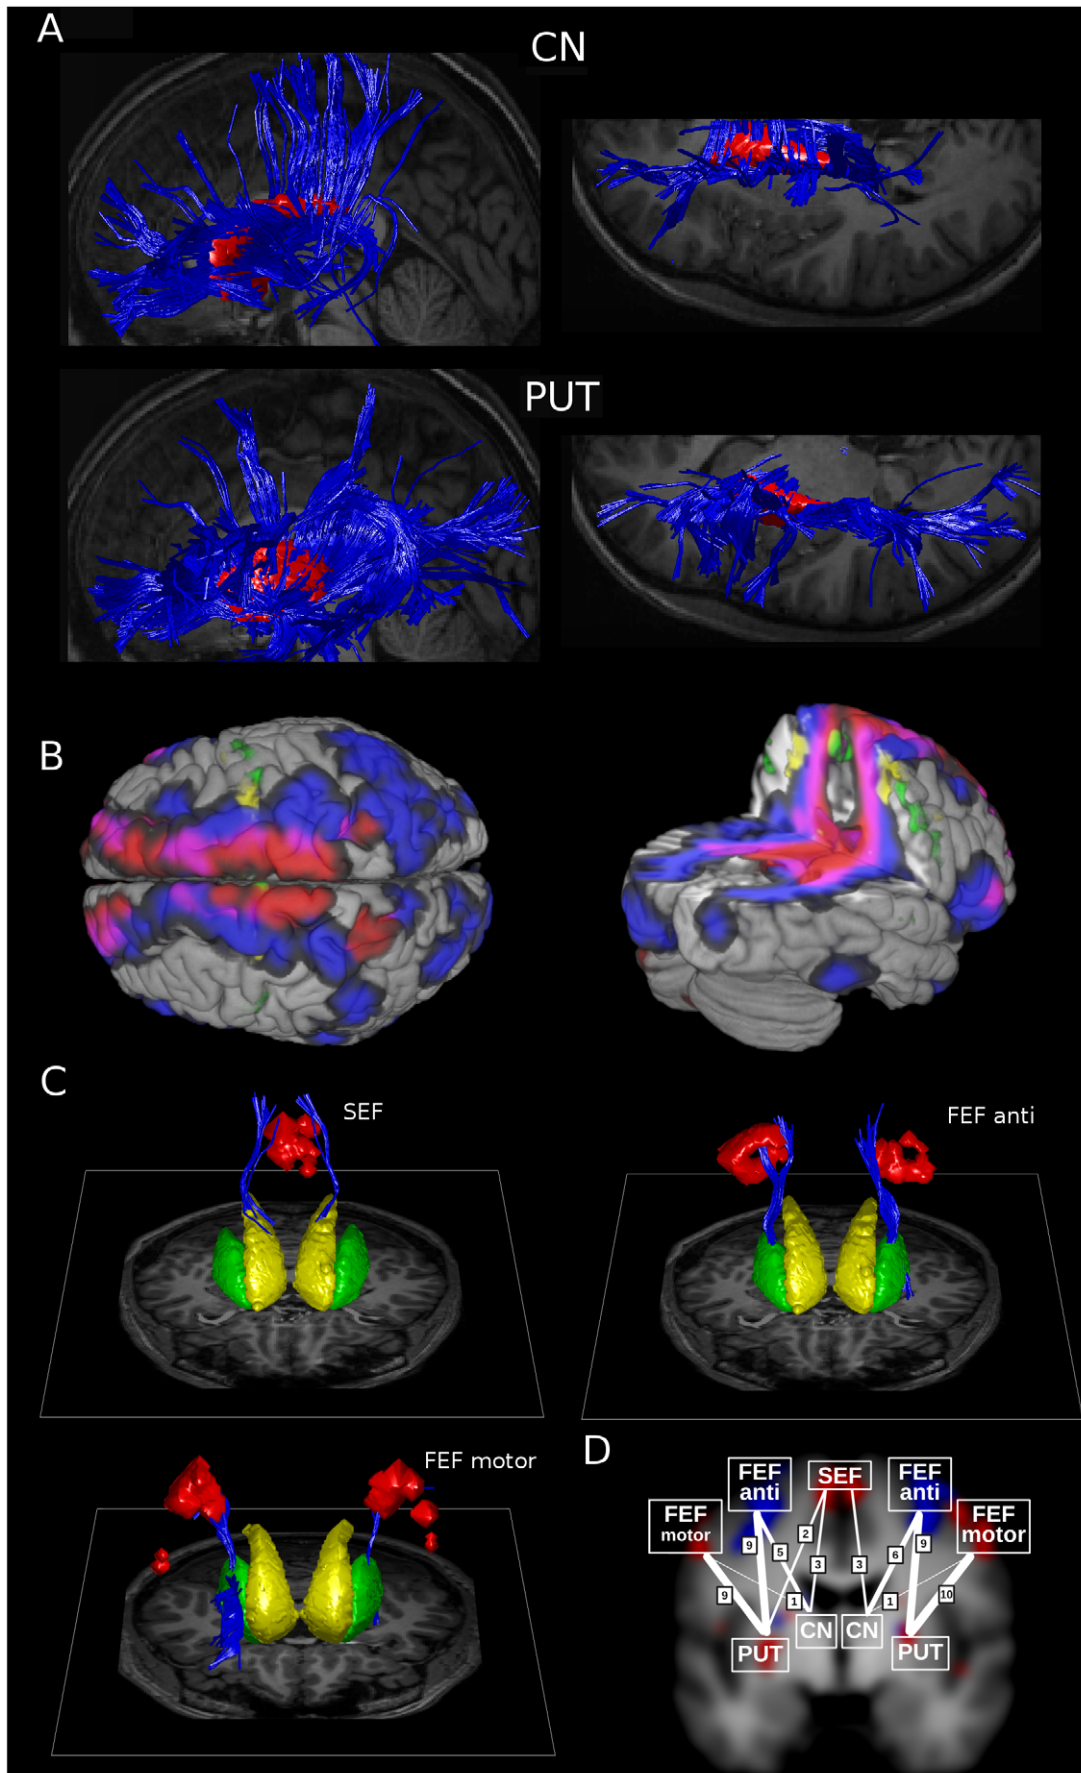 A
CN
PUT
B
C
SEF
FEF anti
FEF motor
D
FEF
anti
SEF
FEF
anti
FEF
motor
FEF
motor
9
2
5
3
3
6
9
9
1
1
10
CN
CN
PUT
PUT